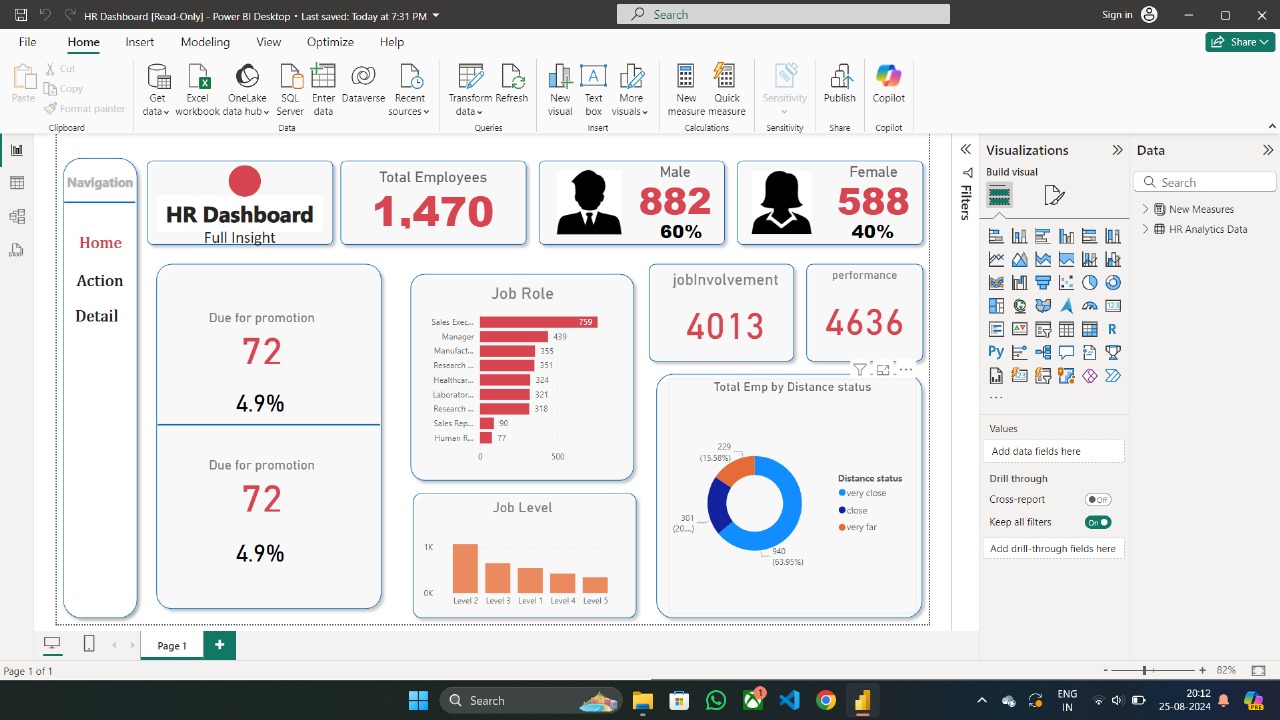 HR Dashboard [Read-Only] - Power BI Desktop • Last saved: Today at 7:50 PM
Search
Sign in
File
Home
Insert
Modeling
View
Optimize
Help
Share
Paste
Cut
Copy
Format painter
Clipboard
Get data
Excel workbook
OneLake data hub
SQL Server
Enter data
Dataverse
Recent sources
Data
Transform data
Refresh
Queries
New visual
Text box
More visuals
Insert
New measure
Quick measure
Calculations
Sensitivity
Sensitivity
Publish
Share
Copilot
Copilot
Navigation
Home
Action
Detail
HR Dashboard
Full Insight
Total Employees
1,470
Male
882
60%
Female
588
40%
Due for promotion
72
4.9%
Due for promotion
72
4.9%
Job Role
Sales Exec... 759
Manager 439
Manufact... 355
Research ... 351
Healthcar... 324
Laborator... 321
Research ... 318
Sales Rep... 90
Human R... 77
0 500
Job Level
1K
0K
Level 2 Level 3 Level 1 Level 4 Level 5
jobInvolvement
4013
performance
4636
Total Emp by Distance status
229
(15.58%)
301
(20....)
940
(63.95%)
Distance status
very close
close
very far
Filters
Visualizations
Build visual
123
R
Py
Values
Add data fields here
Drill through
Cross-report
Off
Keep all filters
On
Add drill-through fields here
Data
Search
New Measures
HR Analytics Data
Page 1
Page 1 of 1
82%
Search
1
ENG
IN
20:12
25-08-2024
PRE